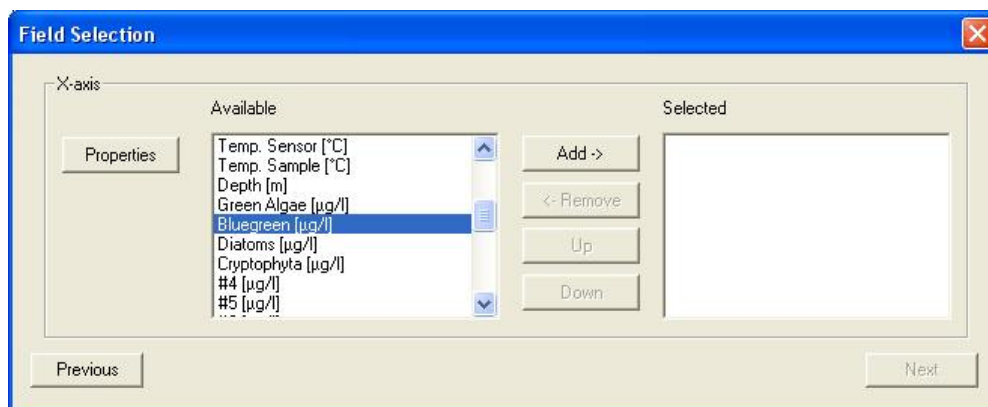 Field Selection
X-axis
Available
Selected
Properties
Temp. Sensor [°C]
Temp. Sample [°C]
Depth [m]
Green Algae [µg/l]
Bluegreen [µg/l]
Diatoms [µg/l]
Cryptophyta [µg/l]
#4 [µg/l]
#5 [µg/l]
Add ->
<- Remove
Up
Down
Previous
Next